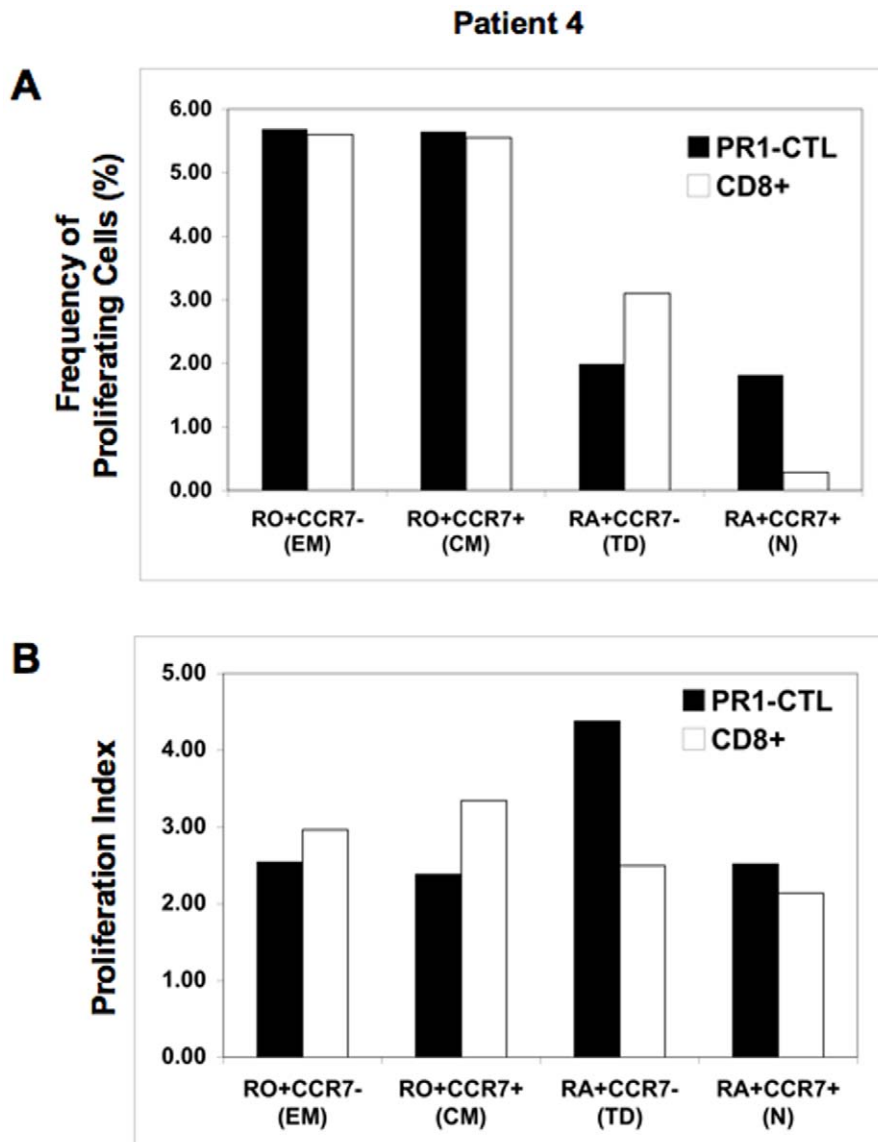 Patient 4
A
Frequency of
Proliferating Cells (%)
6.00
5.00
4.00
3.00
2.00
1.00
0.00
PR1-CTL
CD8+
RO+CCR7- RO+CCR7+ RA+CCR7- RA+CCR7+
(EM) (CM) (TD) (N)
B
Proliferation Index
5.00
4.00
3.00
2.00
1.00
0.00
PR1-CTL
CD8+
RO+CCR7- RO+CCR7+ RA+CCR7- RA+CCR7+
(EM) (CM) (TD) (N)